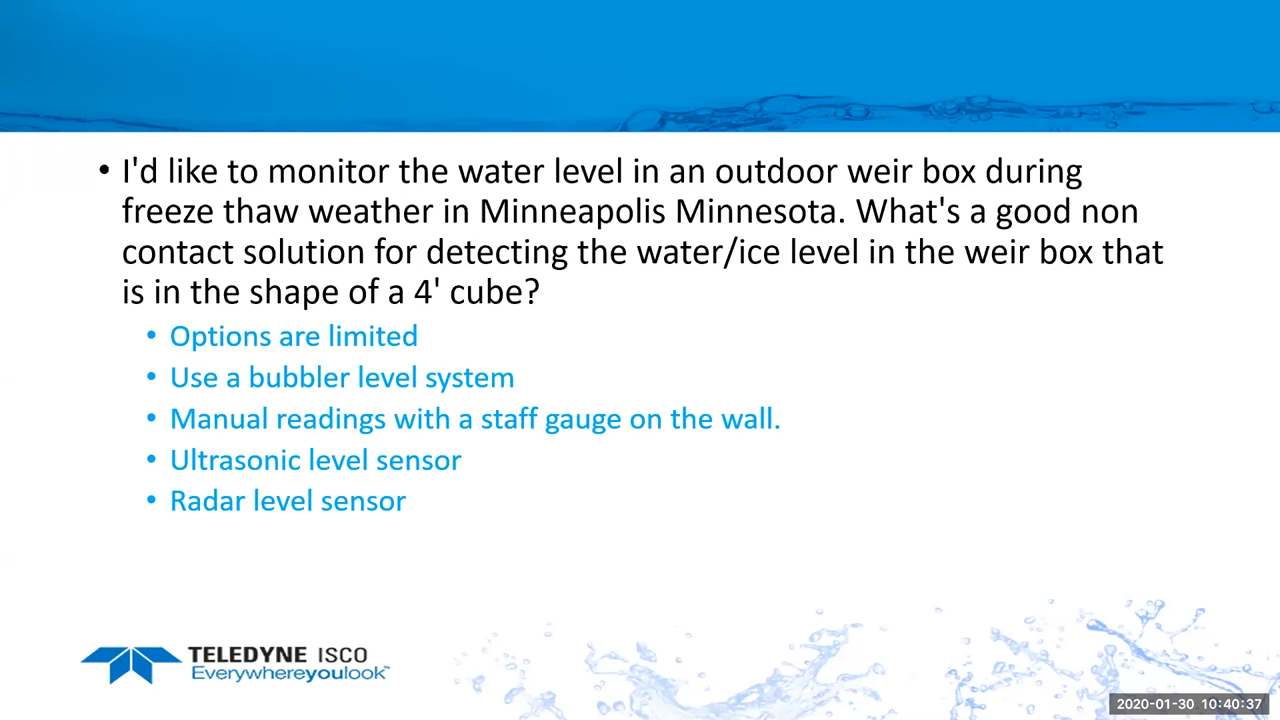 • I'd like to monitor the water level in an outdoor weir box during
freeze thaw weather in Minneapolis Minnesota. What's a good non
contact solution for detecting the water/ice level in the weir box that
is in the shape of a 4' cube?
• Options are limited
• Use a bubbler level system
• Manual readings with a staff gauge on the wall.
• Ultrasonic level sensor
• Radar level sensor
TELEDYNE ISCO
Everywhereyoulook™
2020-01-30 10:40:37